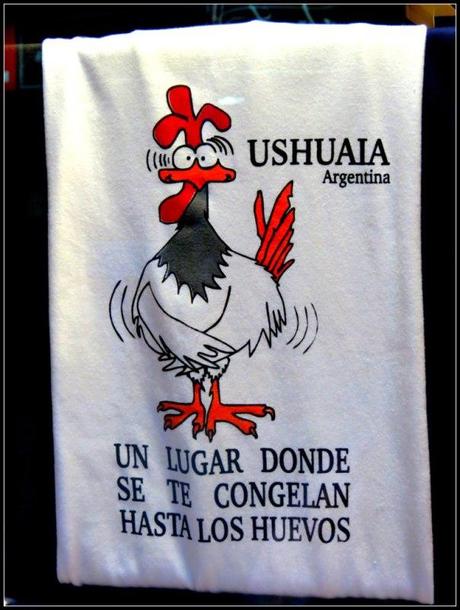 USHUAIA
Argentina
UN LUGAR DONDE
SE TE CONGELAN
HASTA LOS HUEVOS